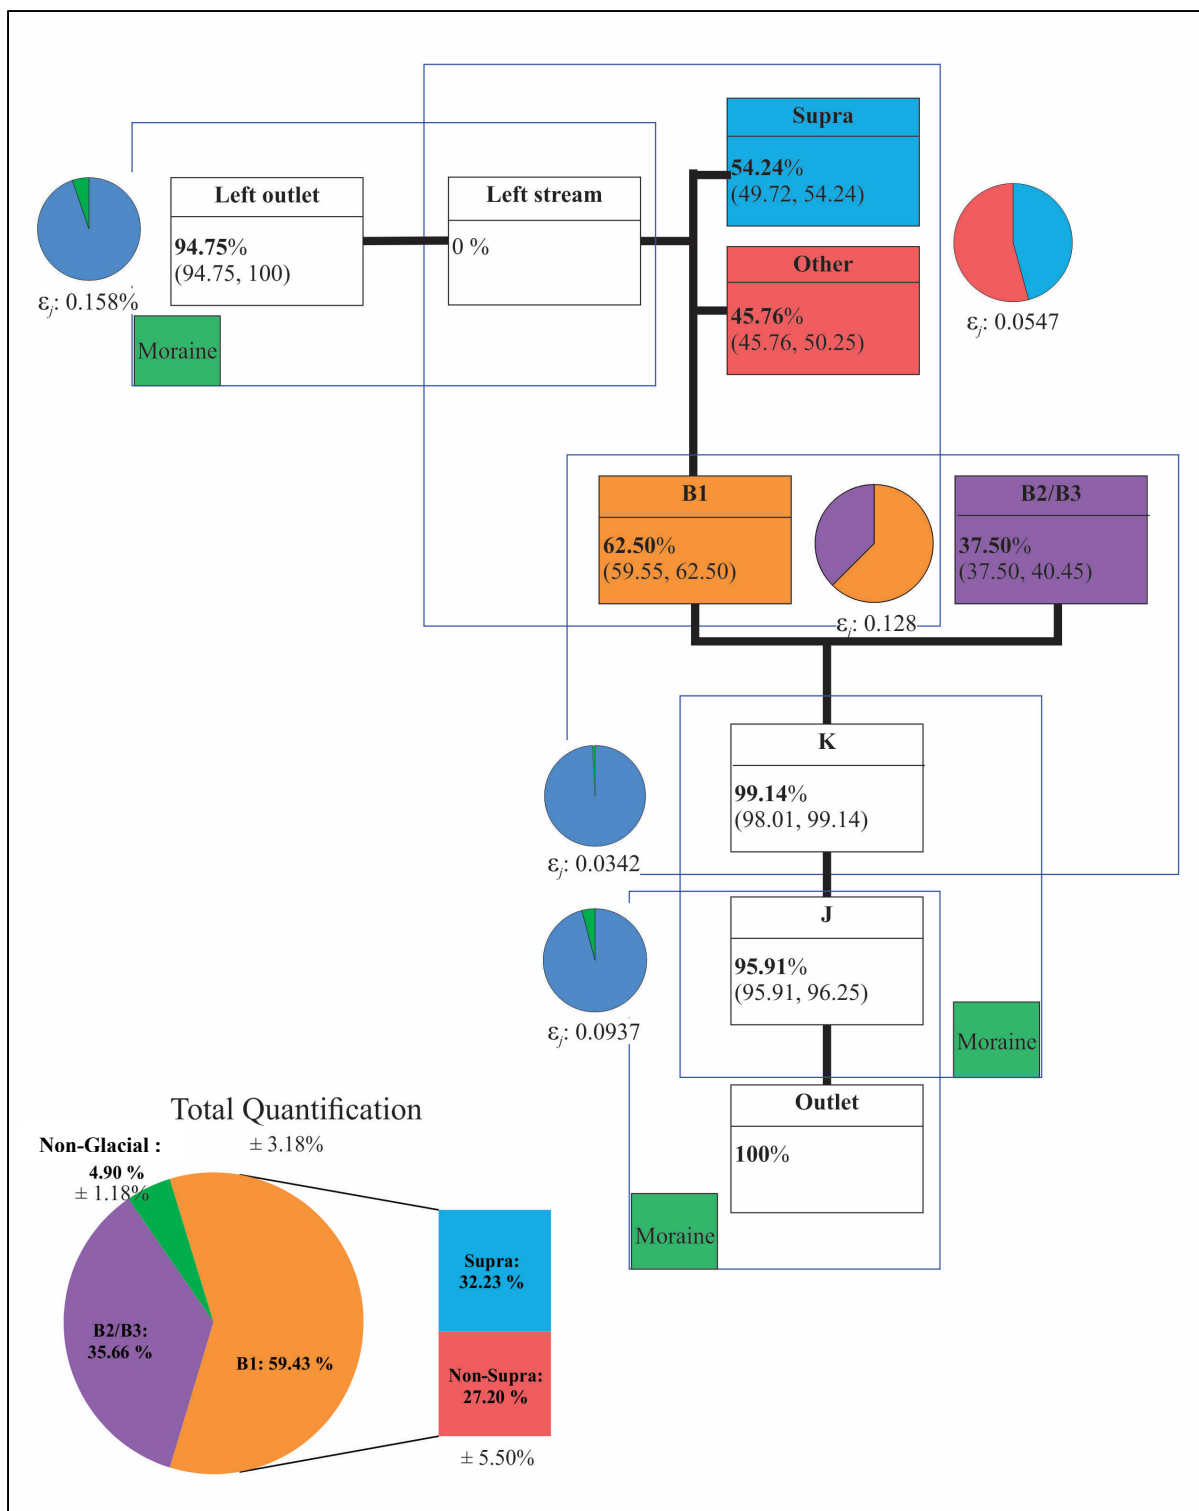 Supra
54.24%
(49.72, 54.24)
Left outlet
94.75%
(94.75, 100)
Left stream
0 %
εj: 0.158%
Moraine
Other
45.76%
(45.76, 50.25)
εj: 0.0547
B1
62.50%
(59.55, 62.50)
B2/B3
37.50%
(37.50, 40.45)
εj: 0.128
K
99.14%
(98.01, 99.14)
εj: 0.0342
J
95.91%
(95.91, 96.25)
εj: 0.0937
Moraine
Outlet
100%
Moraine
Total Quantification
Non-Glacial :
4.90 %
± 1.18%
± 3.18%
B2/B3:
35.66 %
B1: 59.43 %
Supra:
32.23 %
Non-Supra:
27.20 %
± 5.50%